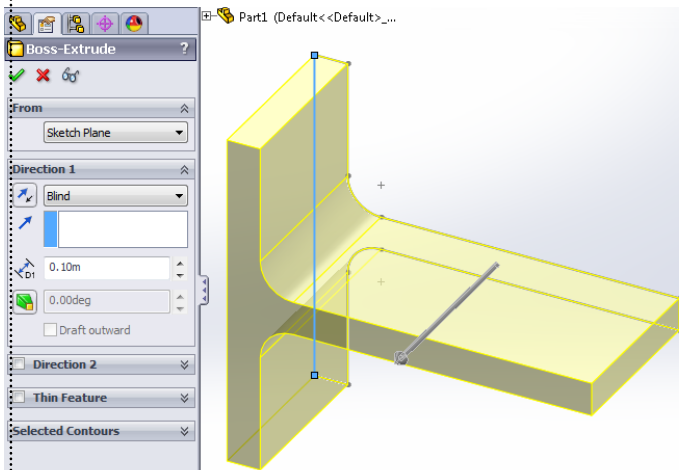 Part1 (Default<<Default>_...
Boss-Extrude ?
From
Sketch Plane
Direction 1
Blind
D1
0.10m
0.00deg
Draft outward
Direction 2
Thin Feature
Selected Contours